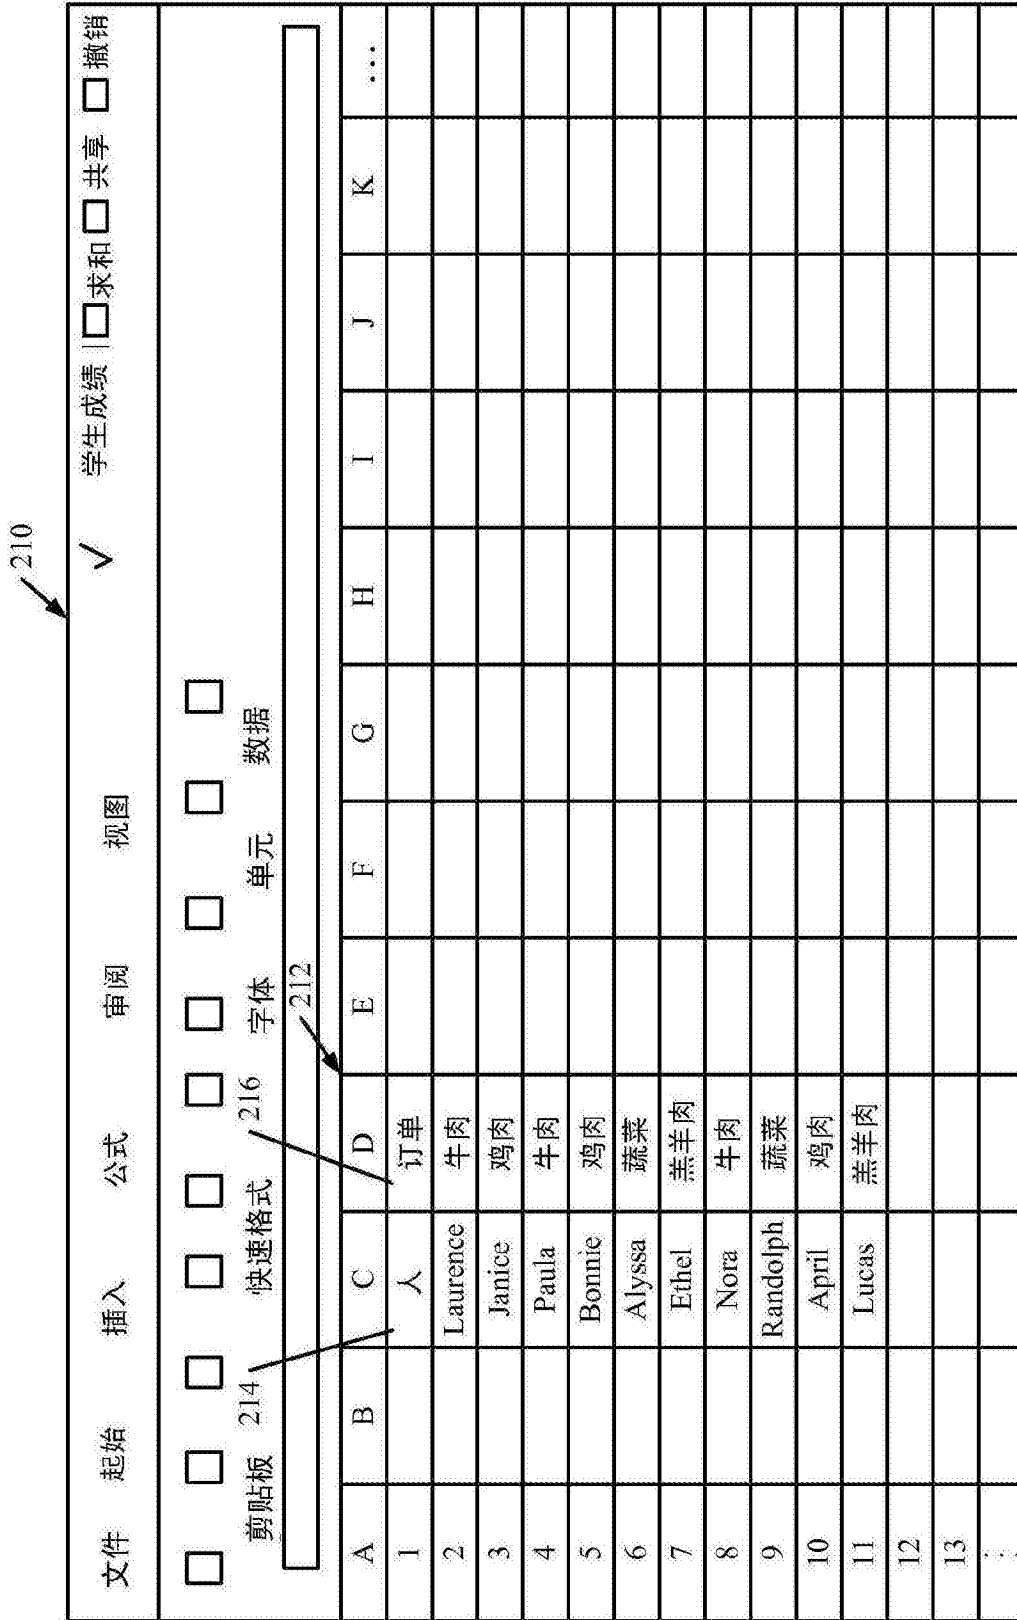 210
√ 学生成绩 | 求和 共享 撤销
文件 起始 插入 公式 审阅 视图
剪贴板 快速格式 字体 单元 数据
214 216 212
A B C D E F G H I J K …
1 人 订单
2 Laurence 牛肉
3 Janice 鸡肉
4 Paula 牛肉
5 Bonnie 鸡肉
6 Alyssa 蔬菜
7 Ethel 羔羊肉
8 Nora 牛肉
9 Randolph 蔬菜
10 April 鸡肉
11 Lucas 羔羊肉
12
13
⋮